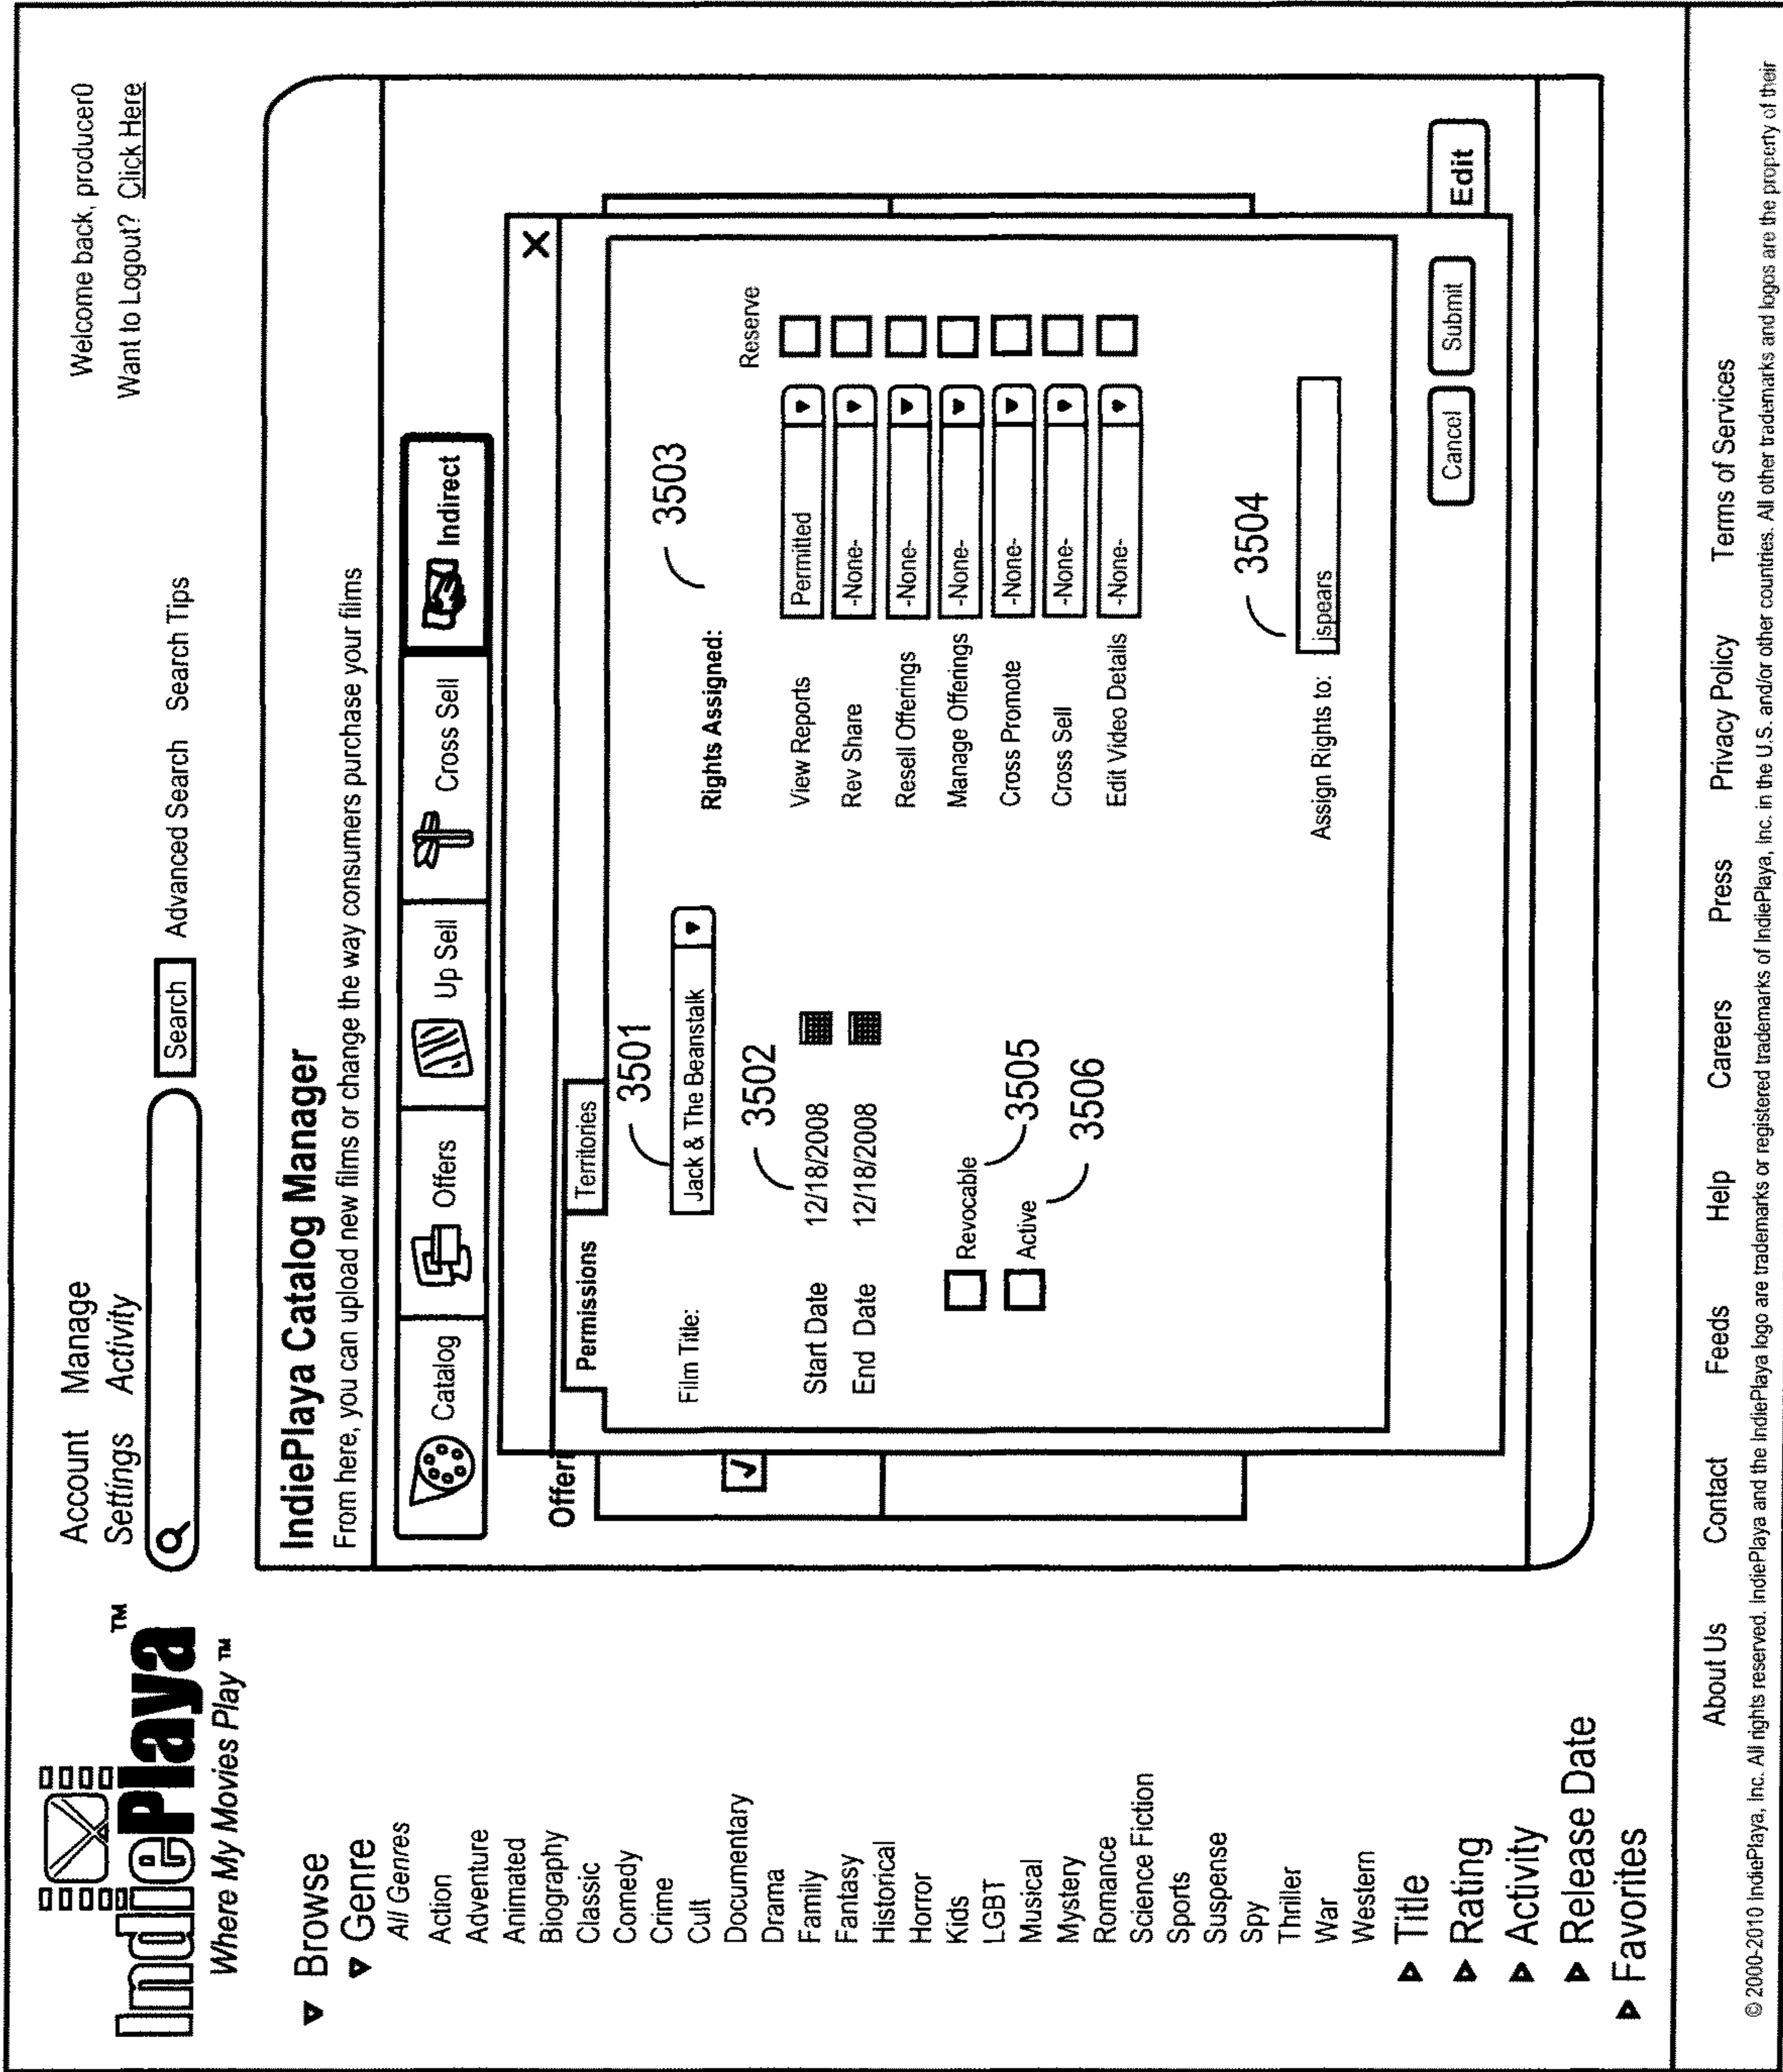 IndiePlaya™
Where My Movies Play ™
Account Settings
Manage Activity
Welcome back, producer0
Want to Logout? Click Here
Search
Advanced Search
Search Tips
Browse
Genre
All Genres
Action
Adventure
Animated
Biography
Classic
Comedy
Crime
Cult
Documentary
Drama
Family
Fantasy
Historical
Horror
Kids
LGBT
Musical
Mystery
Romance
Science Fiction
Sports
Suspense
Spy
Thriller
War
Western
Title
Rating
Activity
Release Date
Favorites
IndiePlaya Catalog Manager
From here, you can upload new films or change the way consumers purchase your films
Catalog
Offers
Up Sell
Cross Sell
Indirect
Offeri
X
Permissions
Territories
3501
Film Title: Jack & The Beanstalk
3502
Start Date 12/18/2008
End Date 12/18/2008
Revocable
3505
Active
3506
3503
Rights Assigned:
Reserve
View Reports Permitted
Rev Share -None-
Resell Offerings -None-
Manage Offerings -None-
Cross Promote -None-
Cross Sell -None-
Edit Video Details -None-
3504
Assign Rights to: jspears
Cancel
Submit
Edit
About Us Contact Feeds Help Careers Press Privacy Policy Terms of Services
© 2000-2010 IndiePlaya, Inc. All rights reserved. IndiePlaya and the IndiePlaya logo are trademarks or registered trademarks of IndiePlaya, Inc. in the U.S. and/or other countries. All other trademarks and logos are the property of their